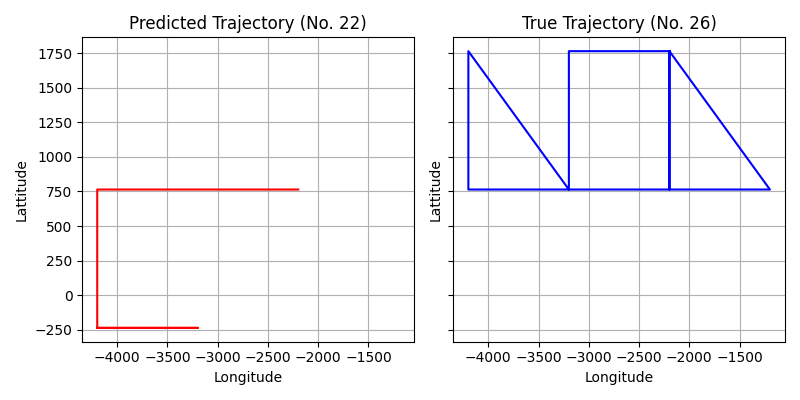 Predicted Trajectory (No. 22)
1750
1500
1250
1000
750
500
250
0
−250
Lattitude
−4000 −3500 −3000 −2500 −2000 −1500
Longitude
True Trajectory (No. 26)
Lattitude
−4000 −3500 −3000 −2500 −2000 −1500
Longitude